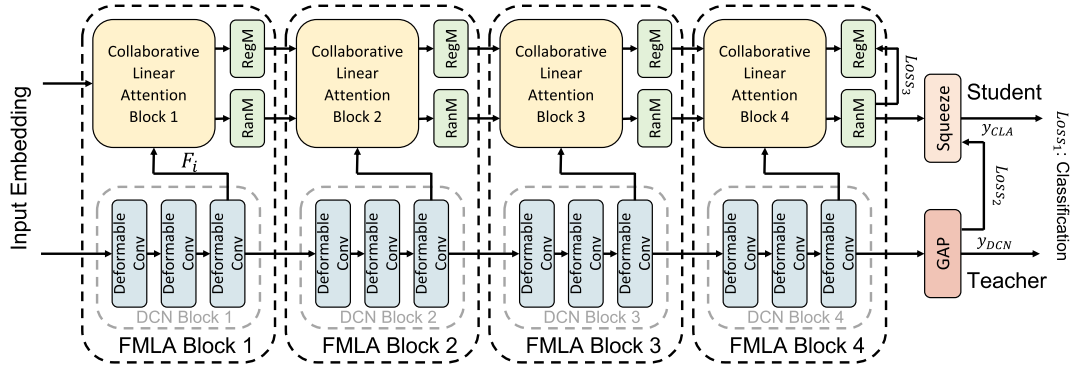 Input Embedding
Collaborative
Linear
Attention
Block 1
RegM
RanM
F_i
Deformable
Conv
Deformable
Conv
Deformable
Conv
DCN Block 1
FMLA Block 1
Collaborative
Linear
Attention
Block 2
RegM
RanM
Deformable
Conv
Deformable
Conv
Deformable
Conv
DCN Block 2
FMLA Block 2
Collaborative
Linear
Attention
Block 3
RegM
RanM
Deformable
Conv
Deformable
Conv
Deformable
Conv
DCN Block 3
FMLA Block 3
Collaborative
Linear
Attention
Block 4
RegM
RanM
Loss_3
Deformable
Conv
Deformable
Conv
Deformable
Conv
DCN Block 4
FMLA Block 4
Squeeze
Student
y_CLA
Loss_2
GAP
y_DCN
Teacher
Loss_1: Classification